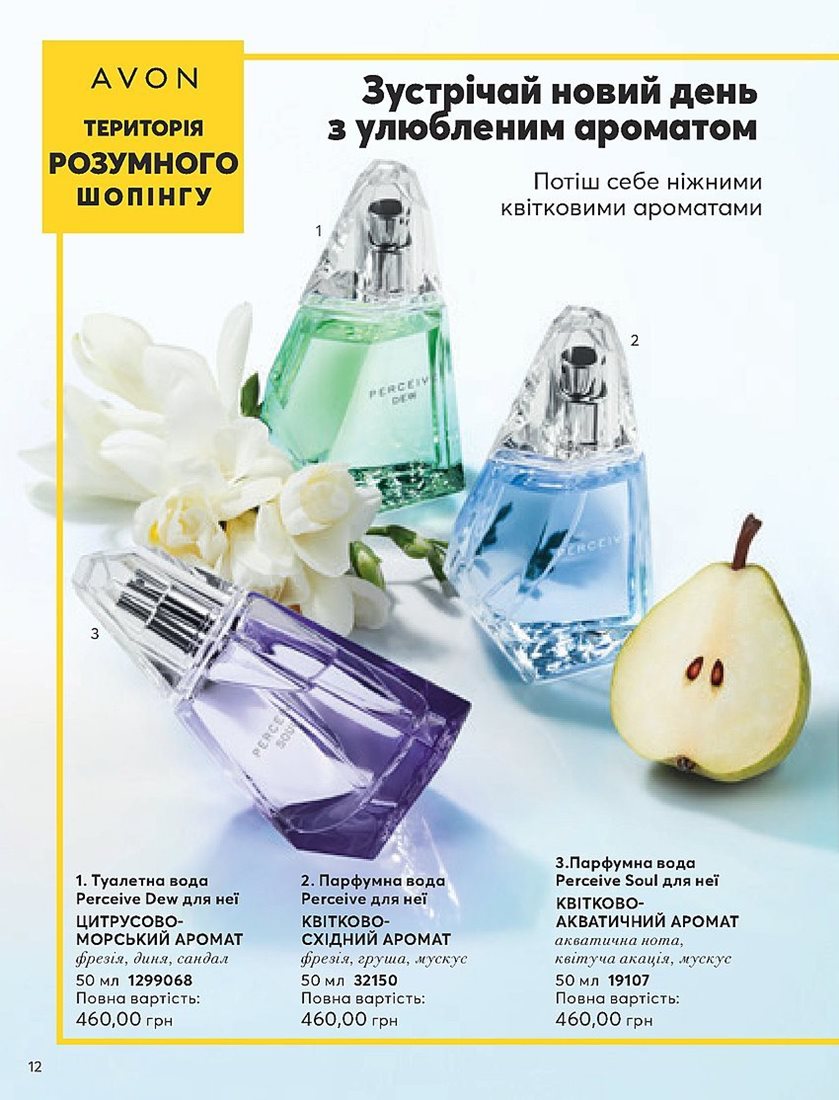 AVON
ТЕРИТОРІЯ
РОЗУМНОГО
ШОПІНГУ
Зустрічай новий день
з улюбленим ароматом
Потіш себе ніжними
квітковими ароматами
1
PERCEIVE
DEW
2
PERCEIVE
3
PERCEIVE
SOUL
1. Туалетна вода
Perceive Dew для неї
ЦИТРУСОВО-
МОРСЬКИЙ АРОМАТ
фрезія, диня, сандал
50 мл 1299068
Повна вартість:
460,00 грн
2. Парфумна вода
Perceive для неї
КВІТКОВО-
СХІДНИЙ АРОМАТ
фрезія, груша, мускус
50 мл 32150
Повна вартість:
460,00 грн
3.Парфумна вода
Perceive Soul для неї
КВІТКОВО-
АКВАТИЧНИЙ АРОМАТ
акватична нота,
квітуча акація, мускус
50 мл 19107
Повна вартість:
460,00 грн
12